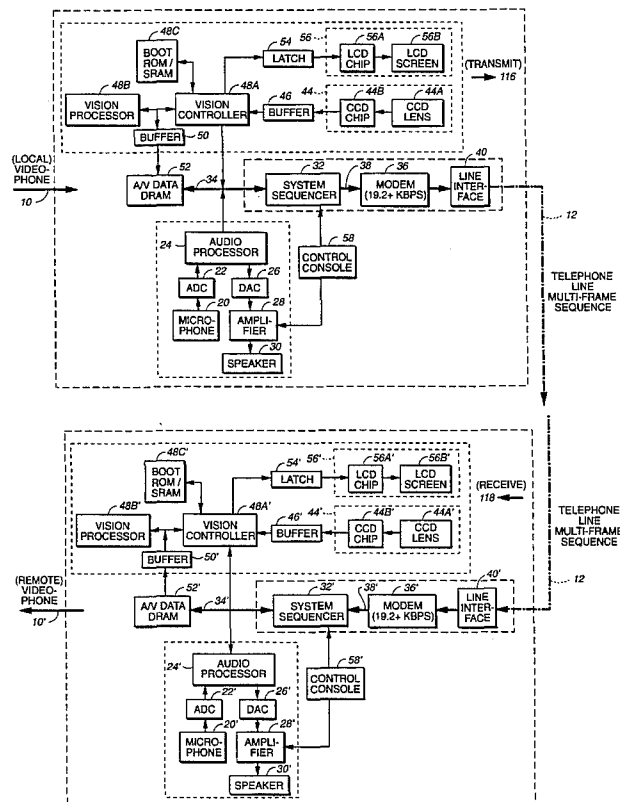 48C
BOOT
ROM /
SRAM
54
LATCH
56
56A
LCD
CHIP
56B
LCD
SCREEN
(TRANSMIT)
116
48B
VISION
PROCESSOR
48A
VISION
CONTROLLER
46
BUFFER
44
44B
CCD
CHIP
44A
CCD
LENS
BUFFER
50
(LOCAL)
VIDEO-
PHONE
10
52
A/V DATA
DRAM
34
32
SYSTEM
SEQUENCER
38
36
MODEM
(19.2+ KBPS)
40
LINE
INTER-
FACE
12
24
AUDIO
PROCESSOR
58
CONTROL
CONSOLE
22
ADC
26
DAC
20
MICRO-
PHONE
28
AMPLI-
FIER
30
SPEAKER
TELEPHONE
LINE
MULTI-FRAME
SEQUENCE
48C'
BOOT
ROM /
SRAM
54'
LATCH
56'
56A'
LCD
CHIP
56B'
LCD
SCREEN
(RECEIVE)
118
48B'
VISION
PROCESSOR
48A'
VISION
CONTROLLER
46'
BUFFER
44'
44B'
CCD
CHIP
44A'
CCD
LENS
TELEPHONE
LINE
MULTI-FRAME
SEQUENCE
BUFFER
50'
(REMOTE)
VIDEO-
PHONE
10'
52'
A/V DATA
DRAM
34'
32'
SYSTEM
SEQUENCER
38'
36'
MODEM
(19.2+ KBPS)
40'
LINE
INTER-
FACE
12
24'
AUDIO
PROCESSOR
58'
CONTROL
CONSOLE
22'
ADC
26'
DAC
20'
MICRO-
PHONE
28'
AMPLI-
FIER
30'
SPEAKER